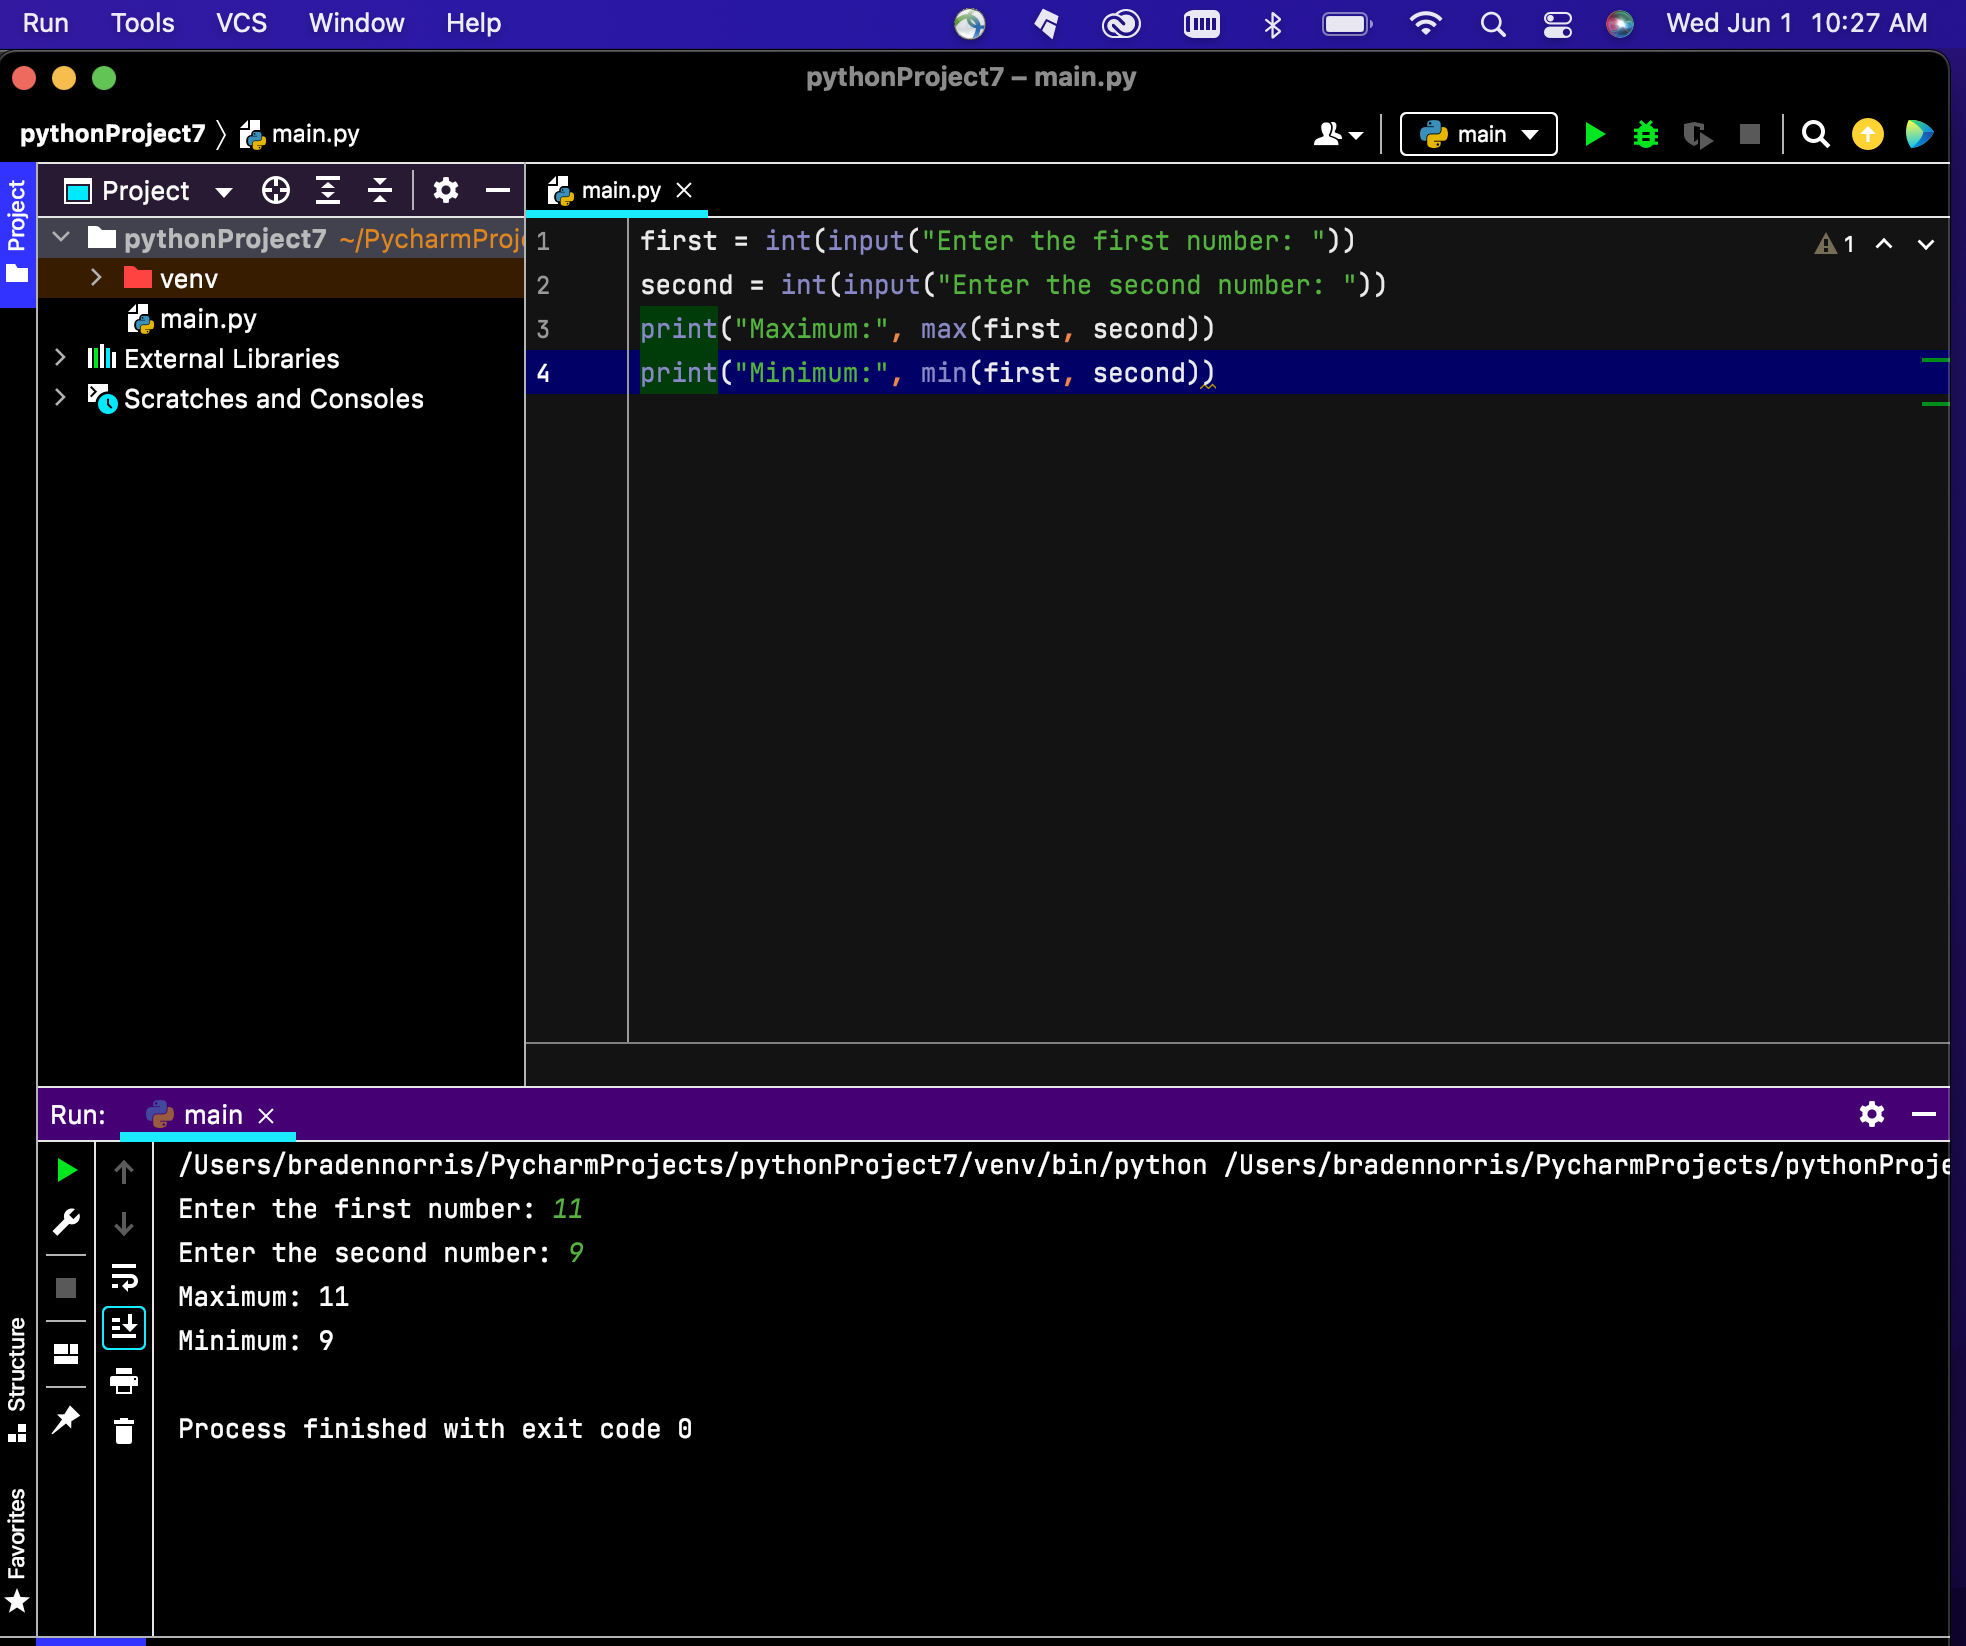 Run Tools VCS Window Help Wed Jun 1 10:27 AM
pythonProject7 – main.py
pythonProject7 main.py main
Project
Project
main.py
pythonProject7 ~/PycharmProj
venv
main.py
External Libraries
Scratches and Consoles
1 first = int(input("Enter the first number: "))
2 second = int(input("Enter the second number: "))
3 print("Maximum:", max(first, second))
4 print("Minimum:", min(first, second))
1
Run: main
/Users/bradennorris/PycharmProjects/pythonProject7/venv/bin/python /Users/bradennorris/PycharmProjects/pythonProje
Enter the first number: 11
Enter the second number: 9
Maximum: 11
Minimum: 9
Process finished with exit code 0
Structure
Favorites